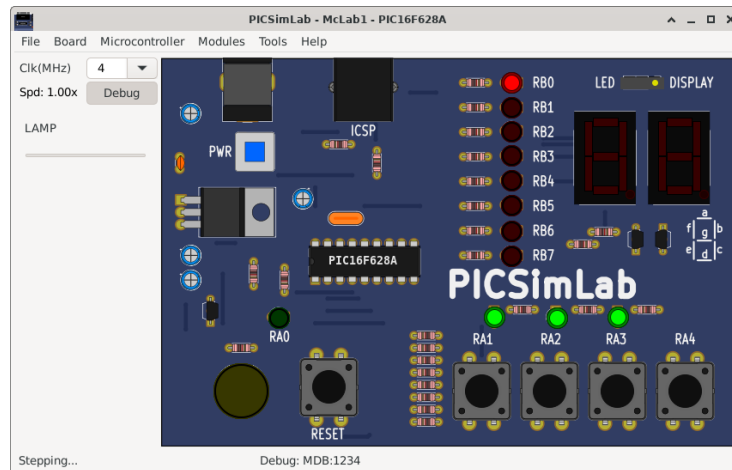 PICSimLab - McLab1 - PIC16F628A
File Board Microcontroller Modules Tools Help
Clk(MHz) 4
Spd: 1.00x Debug
LAMP
PWR
ICSP
RB0
RB1
RB2
RB3
RB4
RB5
RB6
RB7
LED DISPLAY
a
f g b
e d c
PIC16F628A
PICSimLab
RA0
RA1 RA2 RA3 RA4
RESET
Stepping... Debug: MDB:1234